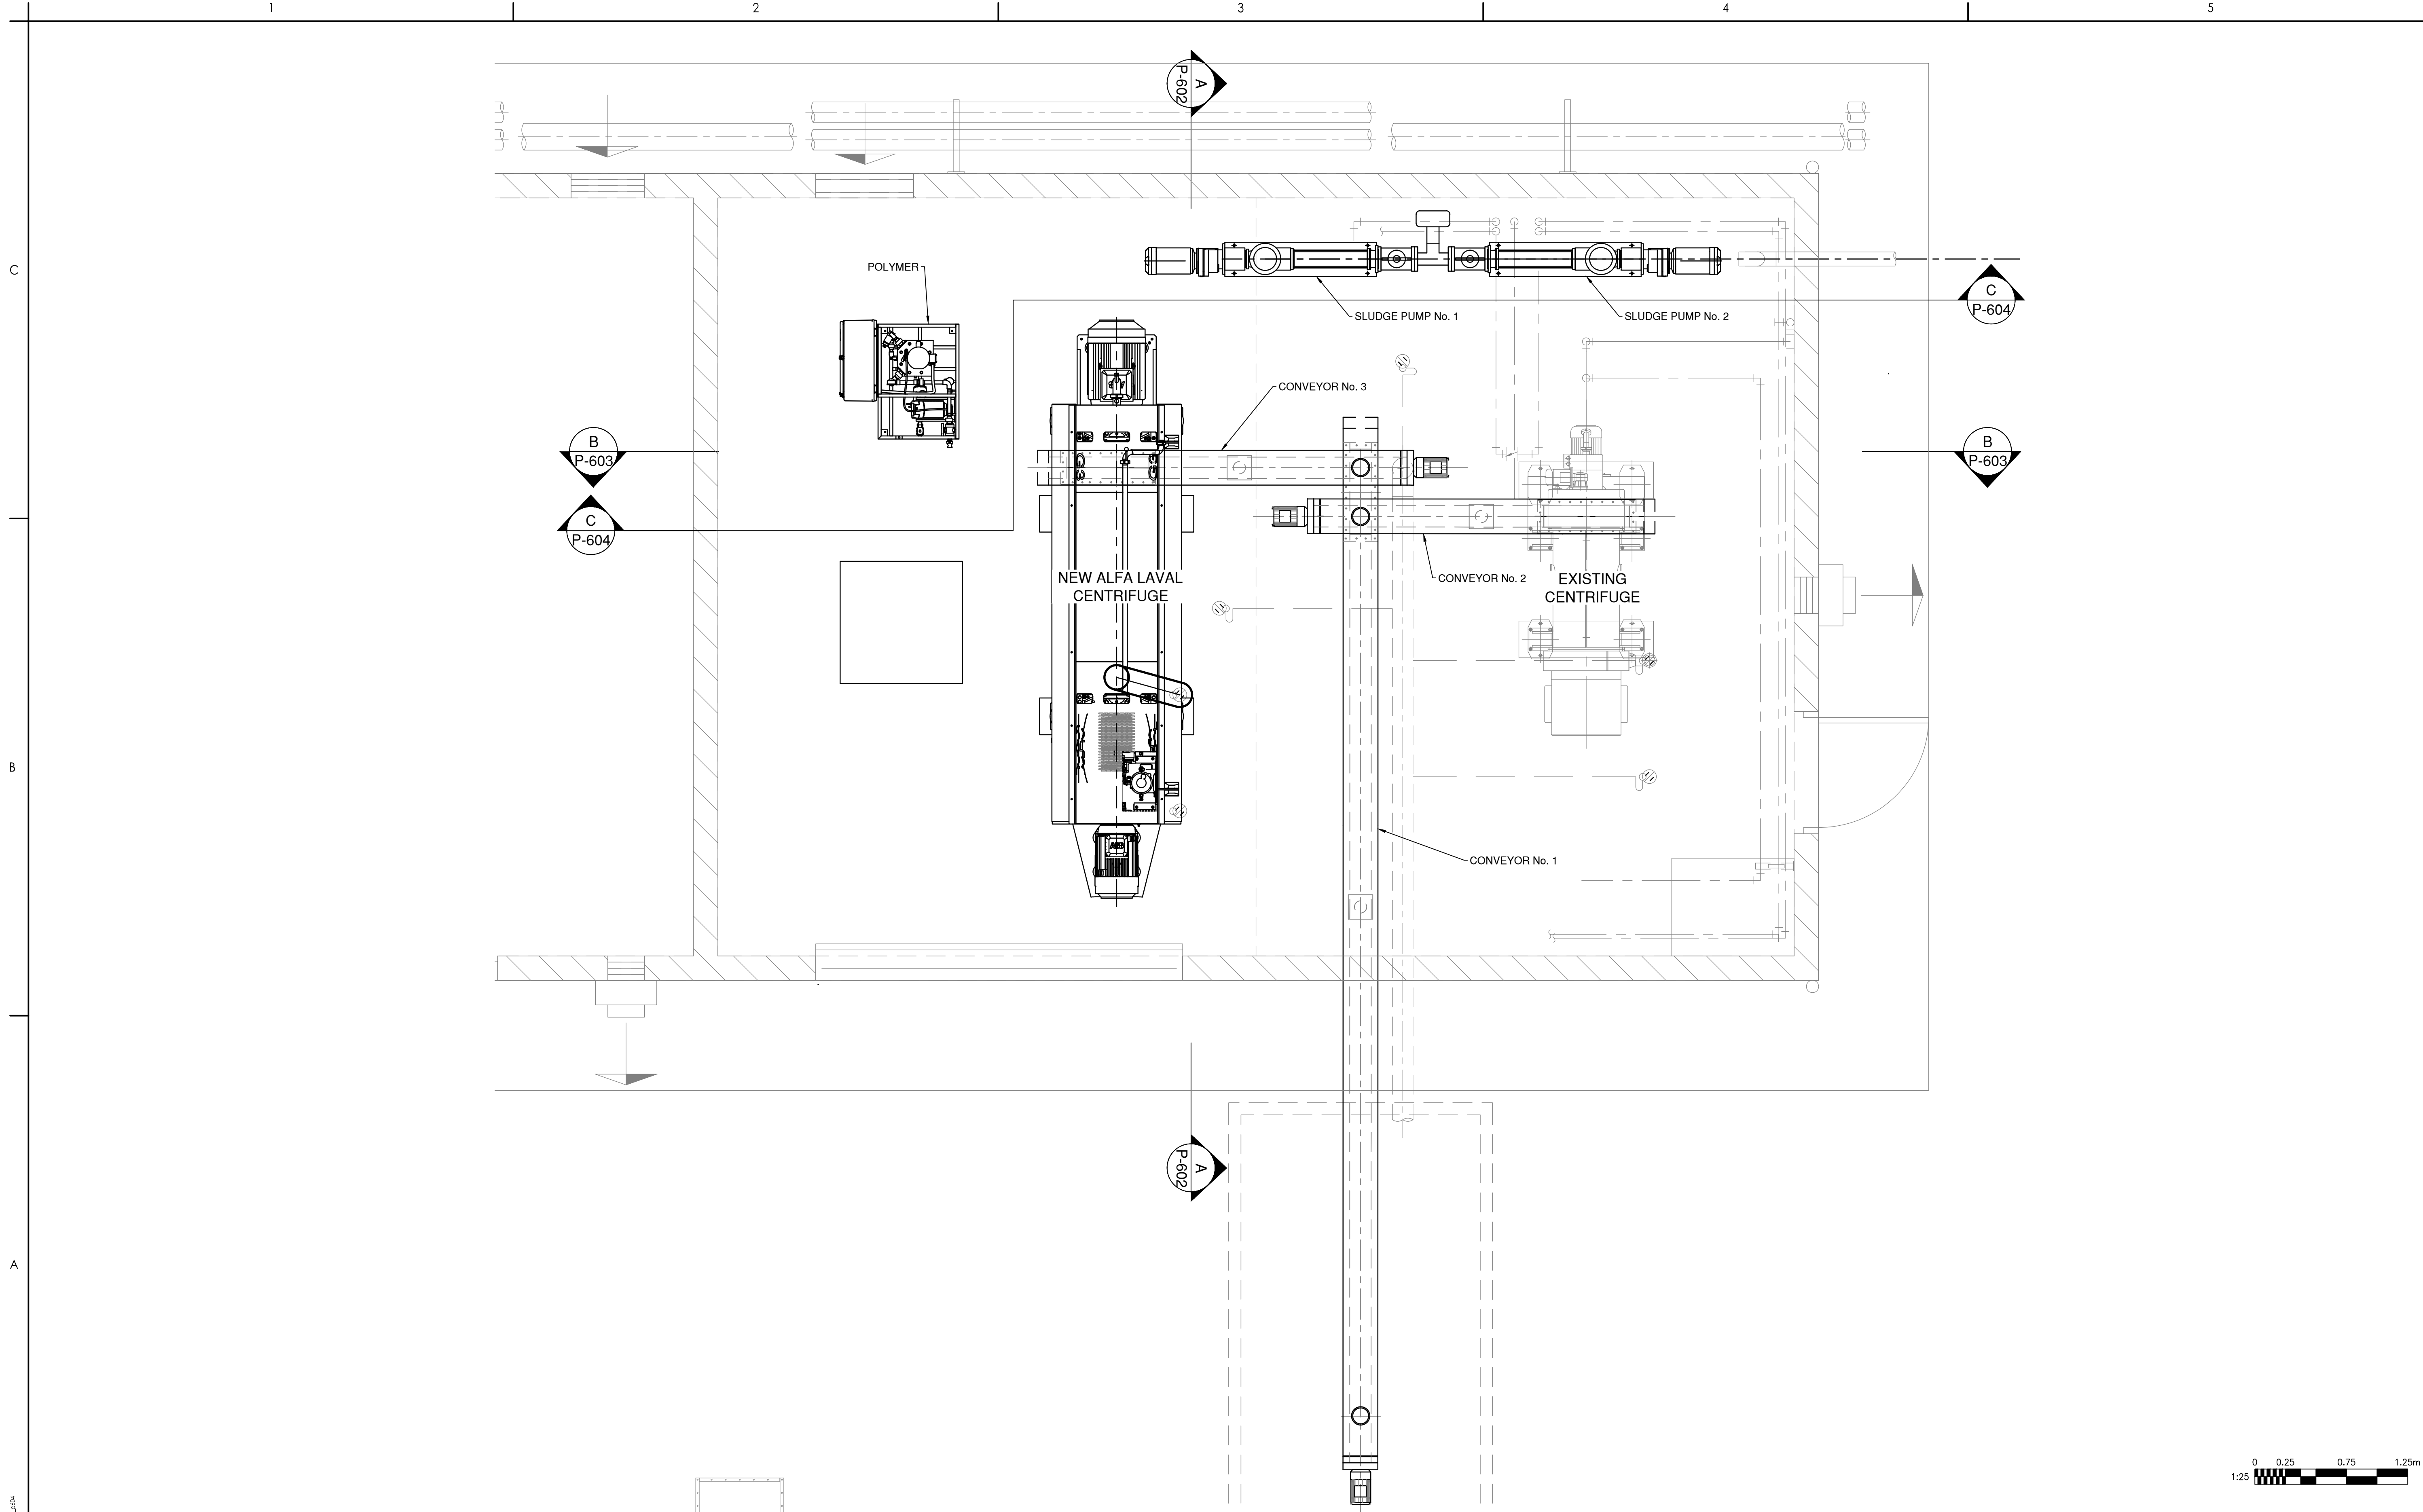 1
2
3
4
5
A
P-602
C
POLYMER
SLUDGE PUMP No. 1
SLUDGE PUMP No. 2
C
P-604
CONVEYOR No. 3
B
P-603
B
P-603
C
P-604
NEW ALFA LAVAL
CENTRIFUGE
CONVEYOR No. 2
EXISTING
CENTRIFUGE
B
ABB
CONVEYOR No. 1
A
P-602
A
0 0.25 0.75 1.25m
1:25